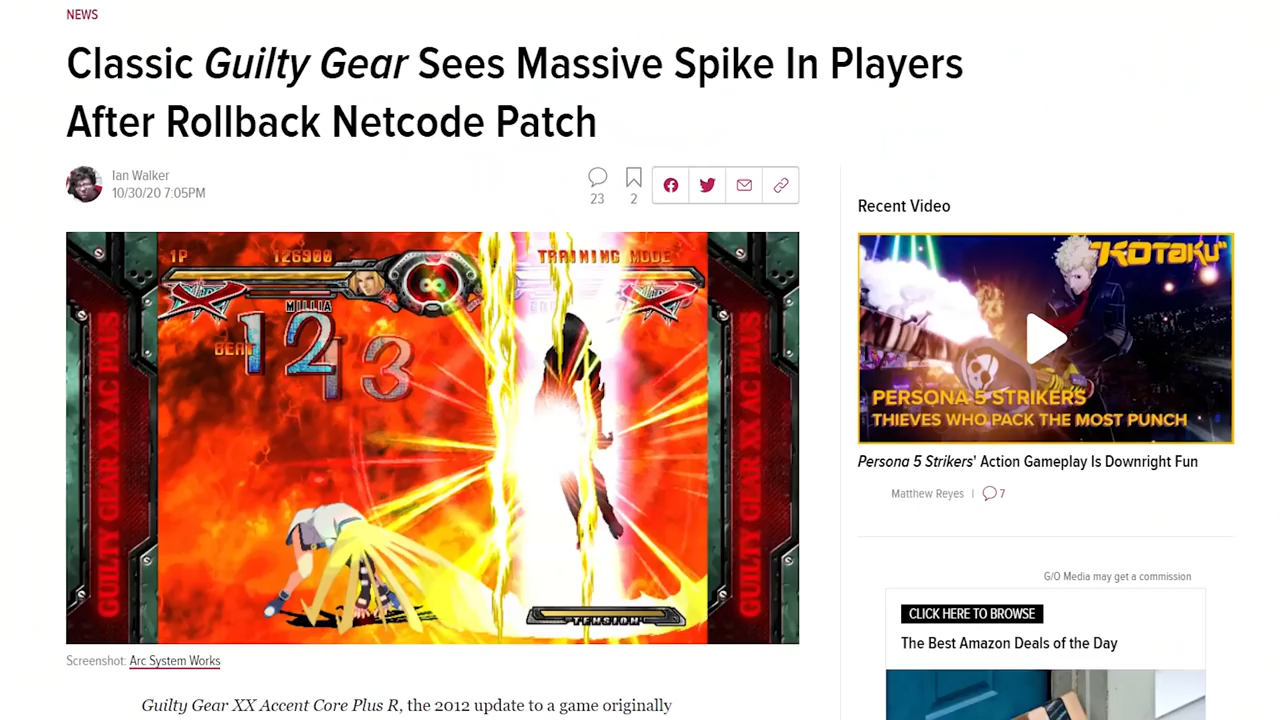 NEWS
Classic Guilty Gear Sees Massive Spike In Players
After Rollback Netcode Patch
Ian Walker
10/30/20 7:05PM
23
2
1P
126900
TRAINING MODE
MILLIA
BEAT
12
13
GUILTY GEAR XX AC PLUS
GUILTY GEAR XX AC PLUS
TENSION
Screenshot: Arc System Works
Guilty Gear XX Accent Core Plus R, the 2012 update to a game originally
Recent Video
"KOTAKU"
PERSONA 5 STRIKERS
THIEVES WHO PACK THE MOST PUNCH
Persona 5 Strikers' Action Gameplay Is Downright Fun
Matthew Reyes | 7
G/O Media may get a commission
CLICK HERE TO BROWSE
The Best Amazon Deals of the Day